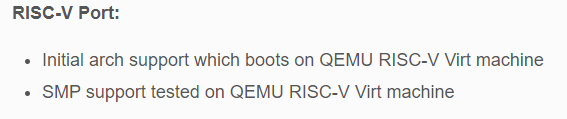 RISC-V Port:
• Initial arch support which boots on QEMU RISC-V Virt machine
• SMP support tested on QEMU RISC-V Virt machine